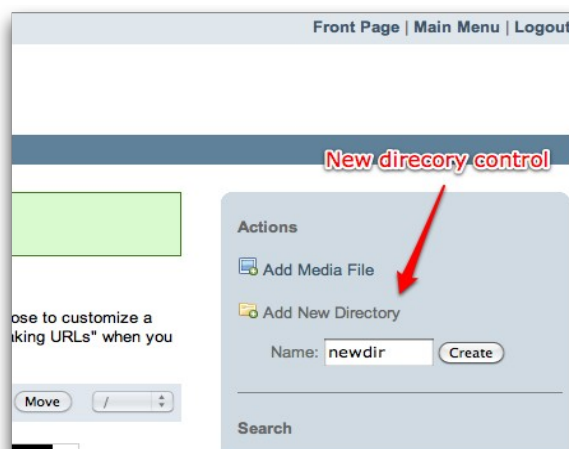 Front Page | Main Menu | Logout
New direcory control
Actions
Add Media File
Add New Directory
Name: newdir Create
ose to customize a
aking URLs" when you
Move /
Search